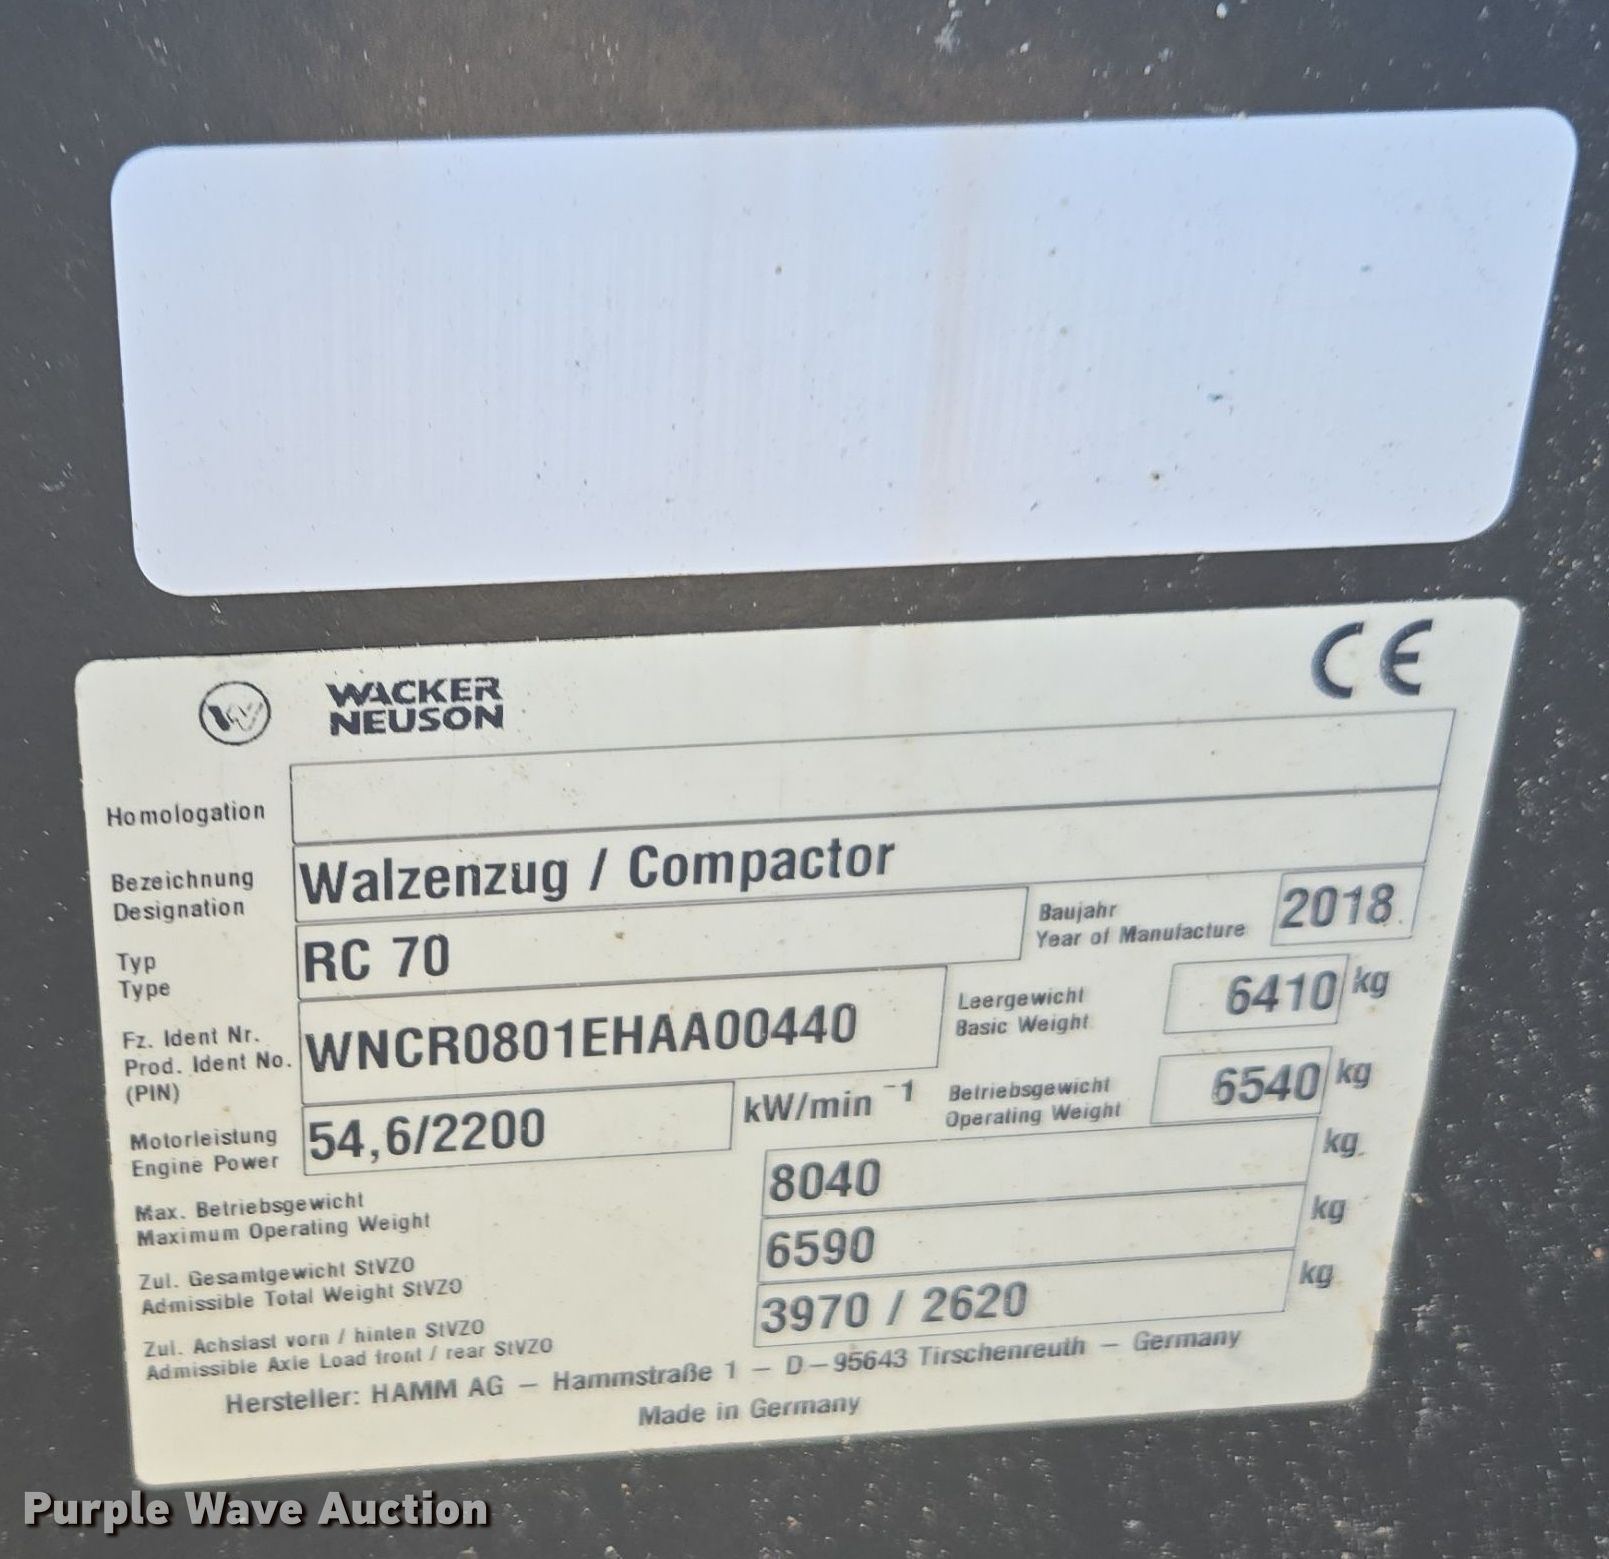 WACKER
NEUSON
CE
Homologation
Bezeichnung
Designation
Walzenzug / Compactor
Typ
Type
RC 70
Baujahr
Year of Manufacture
2018
Fz. Ident Nr.
Prod. Ident No.
(PIN)
WNCR0801EHAA00440
Leergewicht
Basic Weight
6410 kg
Motorleistung
Engine Power
54,6/2200 kW/min⁻¹
Betriebsgewicht
Operating Weight
6540 kg
Max. Betriebsgewicht
Maximum Operating Weight
8040 kg
Zul. Gesamtgewicht StVZO
Admissible Total Weight StVZO
6590 kg
Zul. Achslast vorn / hinten StVZO
Admissible Axle Load front / rear StVZO
3970 / 2620 kg
Hersteller: HAMM AG – Hammstraße 1 – D–95643 Tirschenreuth – Germany
Made in Germany
Purple Wave Auction